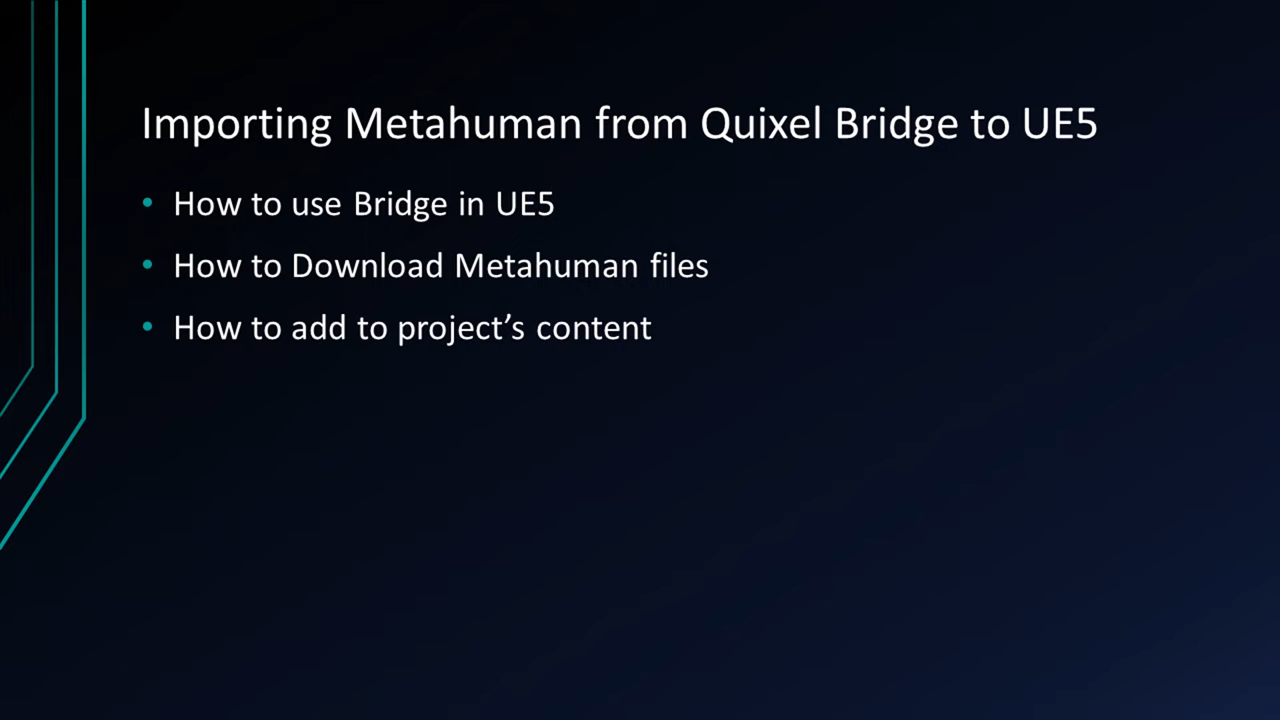 Importing Metahuman from Quixel Bridge to UE5
• How to use Bridge in UE5
• How to Download Metahuman files
• How to add to project’s content